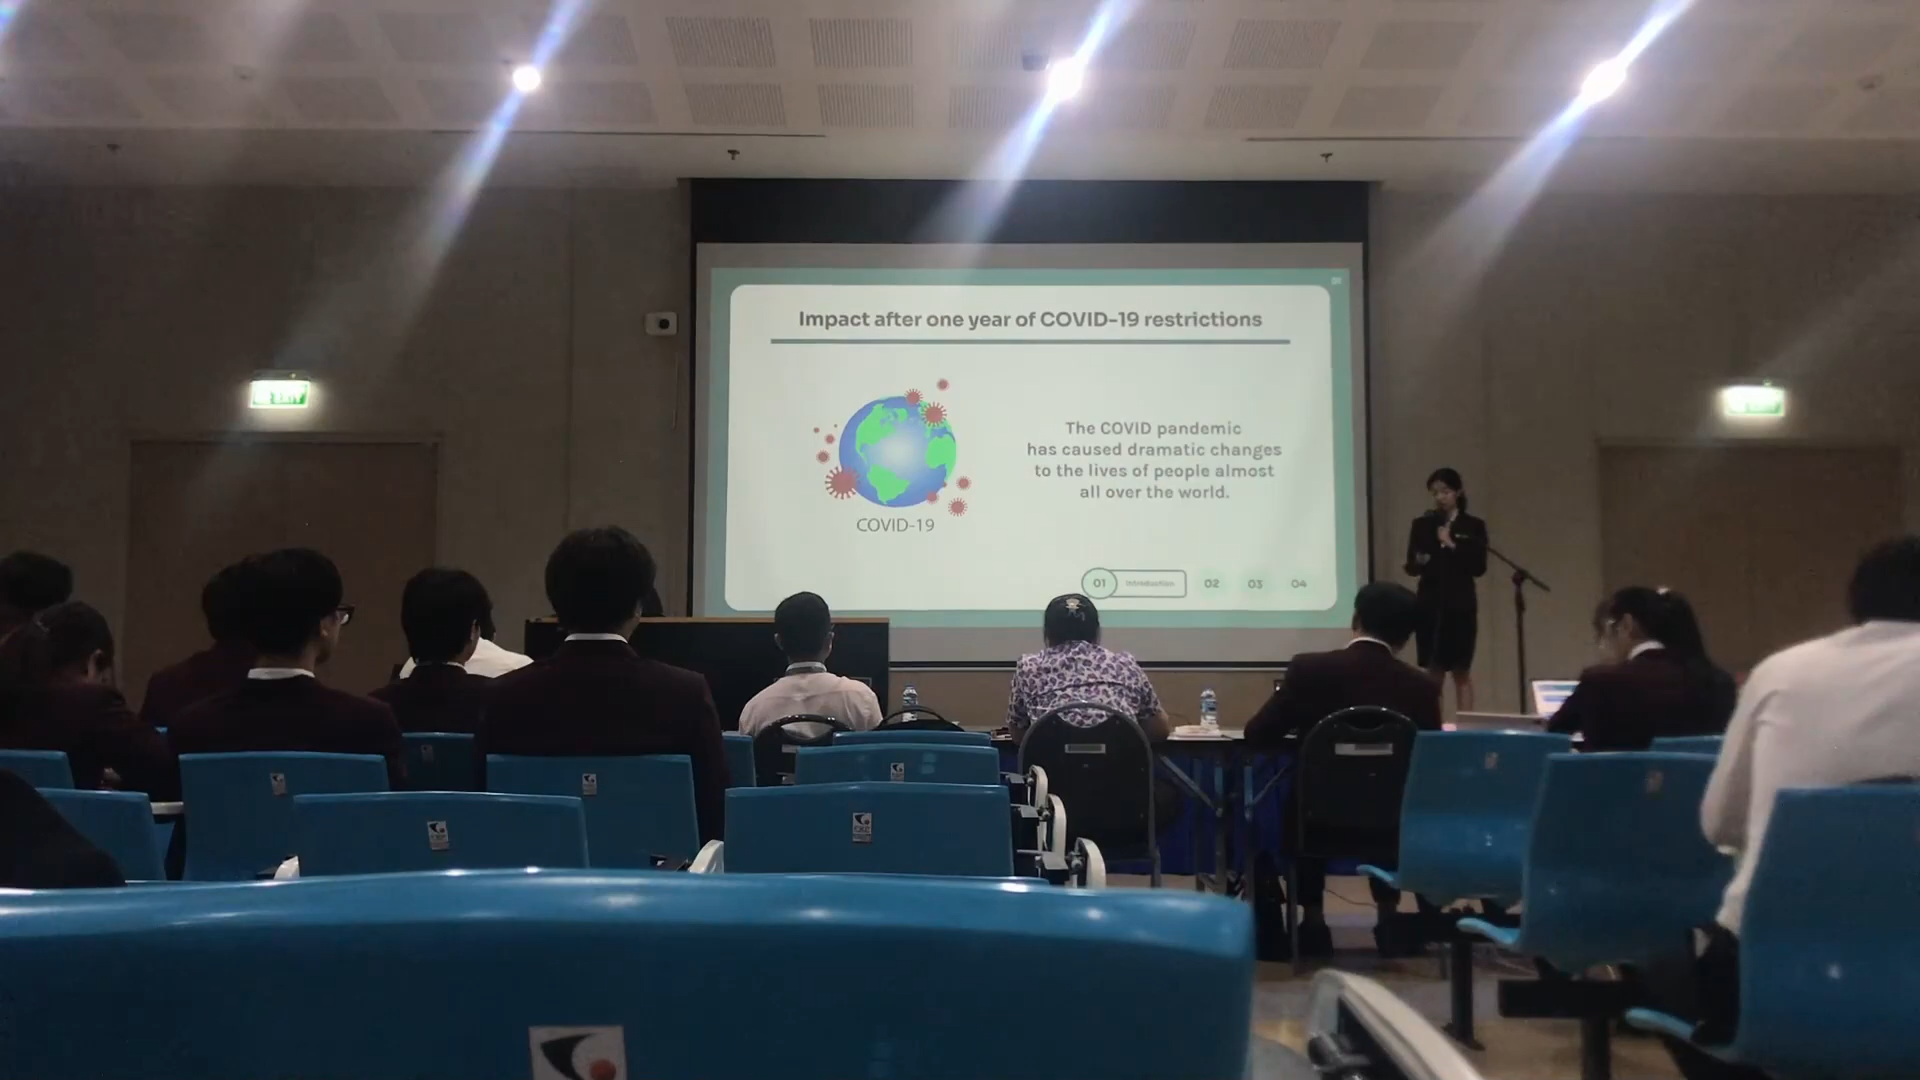 Impact after one year of COVID-19 restrictions
The COVID pandemic
has caused dramatic changes
to the lives of people almost
all over the world.
COVID-19
01 Introduction 02 03 04